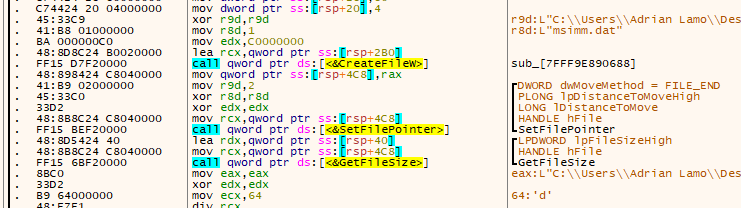 C74424 20 04000000 mov dword ptr ss:[rsp+20],4
45:33C9 xor r9d,r9d r9d:L"C:\\Users\\Adrian Lamo\\Des
41:B8 01000000 mov r8d,1 r8d:L"msimm.dat"
BA 000000C0 mov edx,C0000000
48:8D8C24 B0020000 lea rcx,qword ptr ss:[rsp+2B0]
FF15 D7F20000 call qword ptr ds:[<&CreateFileW>] sub_[7FFF9E890688]
48:898424 C8040000 mov qword ptr ss:[rsp+4C8],rax
41:B9 02000000 mov r9d,2 DWORD dwMoveMethod = FILE_END
45:33C0 xor r8d,r8d PLONG lpDistanceToMoveHigh
33D2 xor edx,edx LONG lDistanceToMove
48:8B8C24 C8040000 mov rcx,qword ptr ss:[rsp+4C8] HANDLE hFile
FF15 BEF20000 call qword ptr ds:[<&SetFilePointer>] SetFilePointer
48:8D5424 40 lea rdx,qword ptr ss:[rsp+40] LPDWORD lpFileSizeHigh
48:8B8C24 C8040000 mov rcx,qword ptr ss:[rsp+4C8] HANDLE hFile
FF15 6BF20000 call qword ptr ds:[<&GetFileSize>] GetFileSize
8BC0 mov eax,eax eax:L"C:\\Users\\Adrian Lamo\\Des
33D2 xor edx,edx
B9 64000000 mov ecx,64 64:'d'
48:F7F1 div rcx